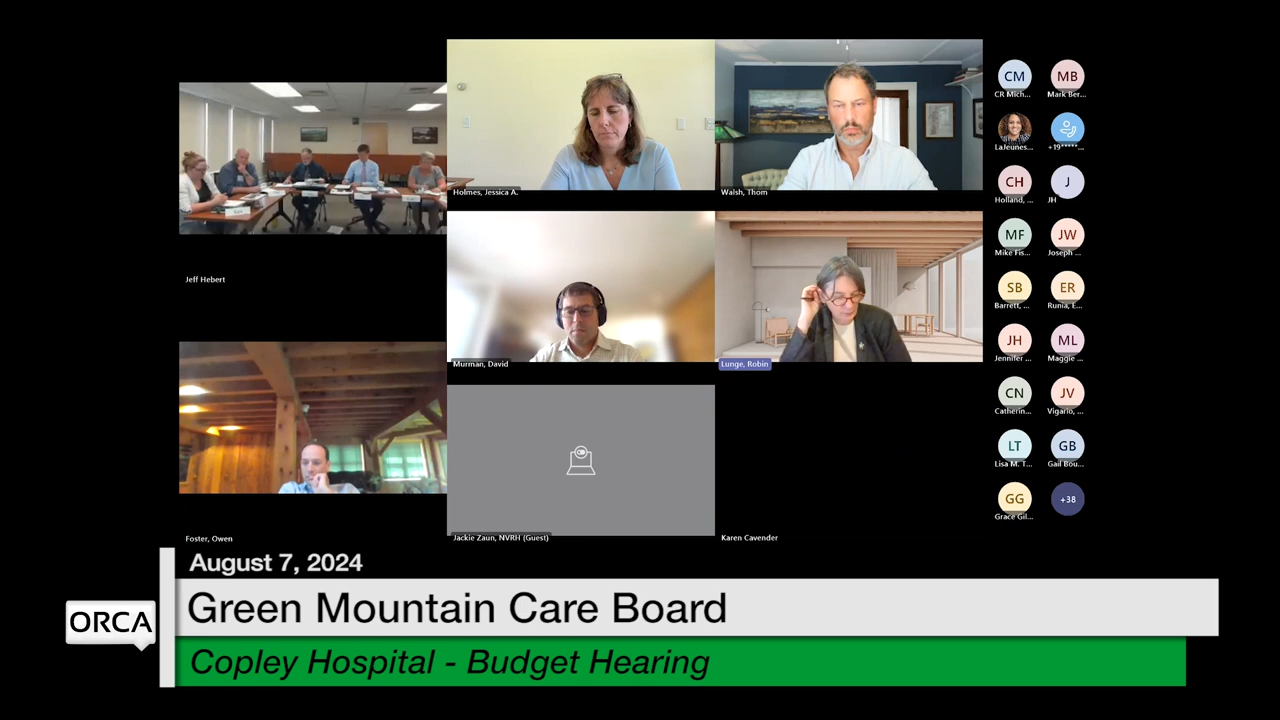 Holmes, Jessica A.
Walsh, Thom
Jeff Hebert
Murman, David
Lunge, Robin
Foster, Owen
Jackie Zaun, NVRH (Guest)
Karen Cavender
CM
CR Mich...
MB
Mark Ber...
LaJeunes...
+19*****...
CH
Holland, ...
J
JH
MF
Mike Fis...
JW
Joseph ...
SB
Barrett, ...
ER
Runia, E...
JH
Jennifer ...
ML
Maggie ...
CN
Catherin...
JV
Vigario, ...
LT
Lisa M. T...
GB
Gail Bou...
GG
Grace Gil...
+38
August 7, 2024
ORCA
Green Mountain Care Board
Copley Hospital - Budget Hearing